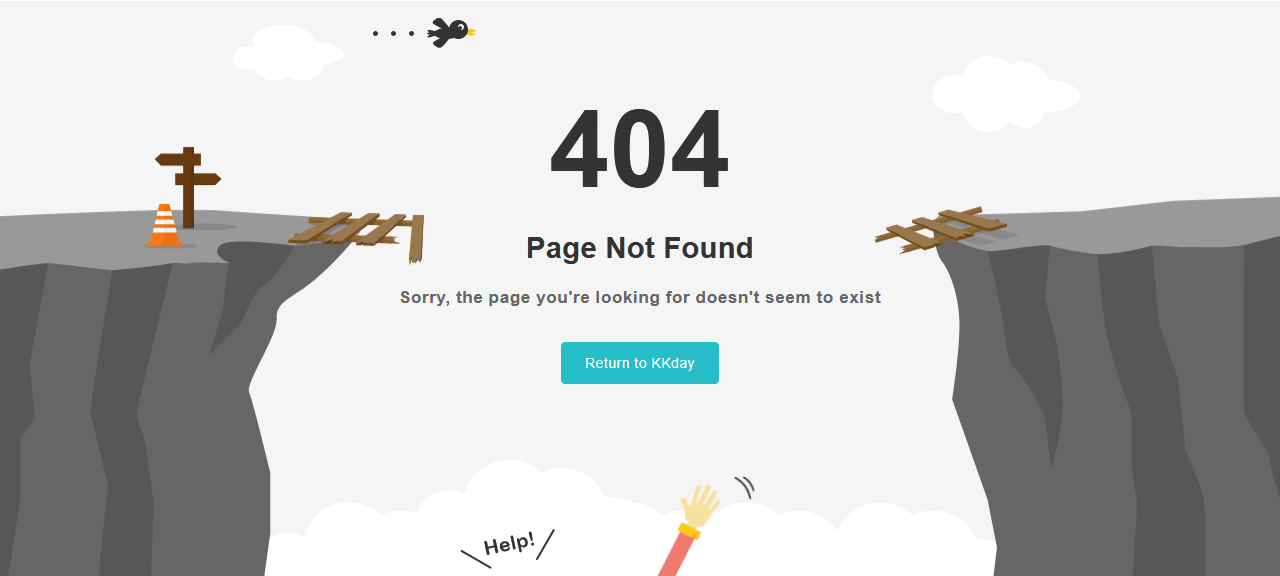 404
Page Not Found
Sorry, the page you're looking for doesn't seem to exist
Return to KKday
Help!